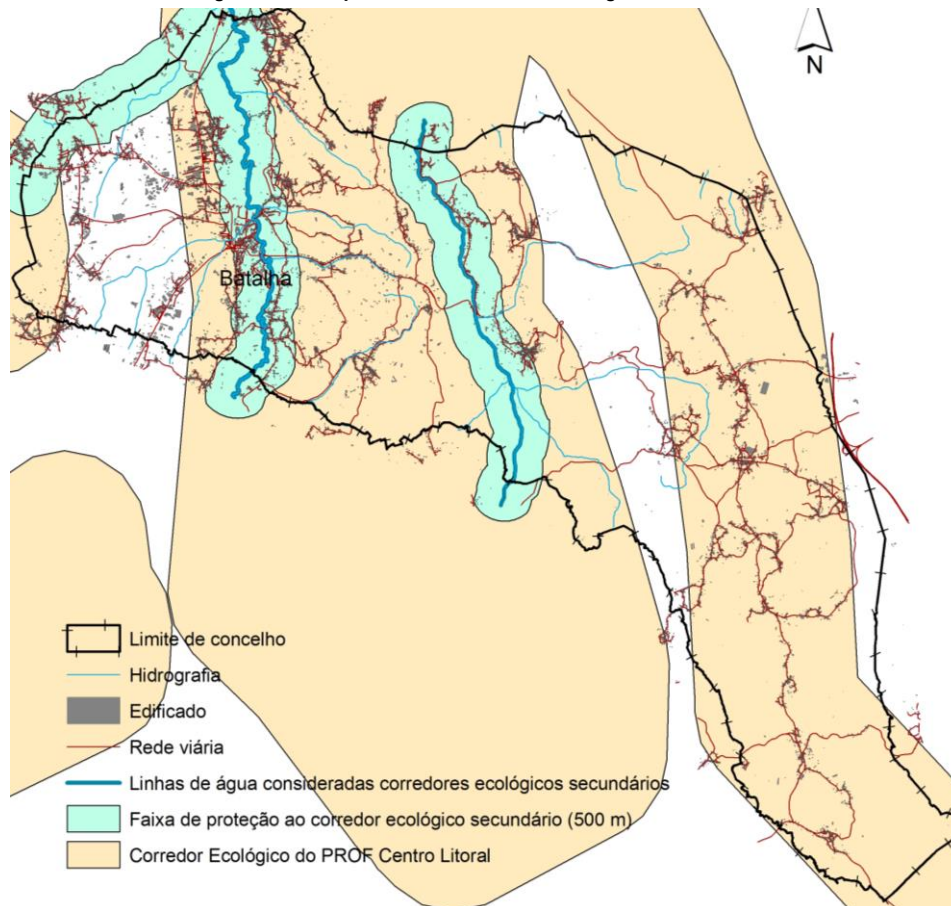 N
Batalha
Limite de concelho
Hidrografia
Edificado
Rede viária
Linhas de água consideradas corredores ecológicos secundários
Faixa de proteção ao corredor ecológico secundário (500 m)
Corredor Ecológico do PROF Centro Litoral